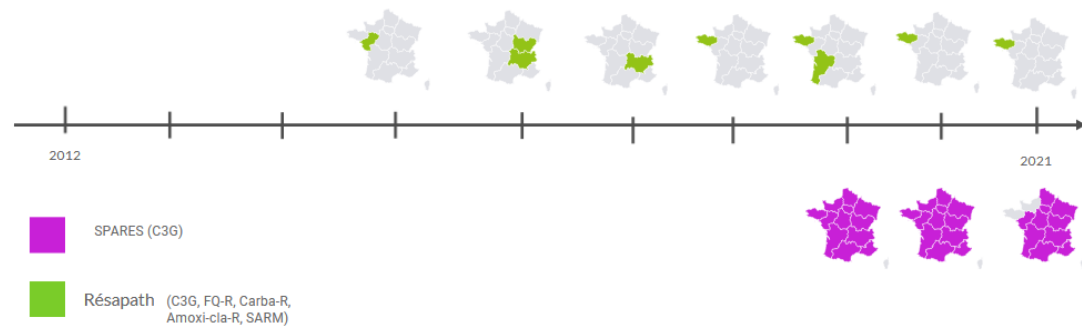 2012
2021
SPARES (C3G)
Résapath (C3G, FQ-R, Carba-R,
Amoxi-cla-R, SARM)